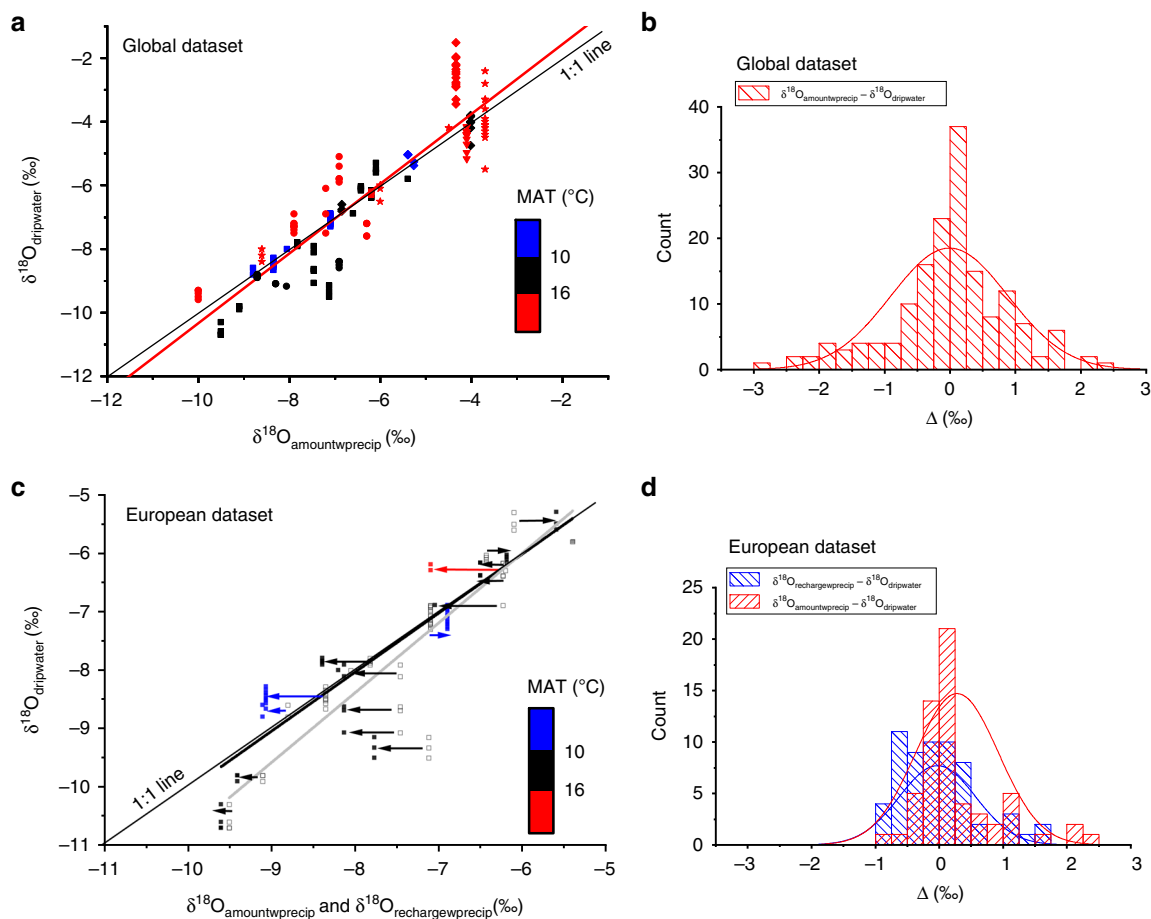 a
Global dataset
1:1 line
−2
−4
−6
−8
−10
−12
δ18Odripwater (‰)
MAT (°C)
10
16
−12
−10
−8
−6
−4
−2
δ18Oamountwprecip (‰)
b
Global dataset
δ18Oamountwprecip – δ18Odripwater
40
30
20
10
0
Count
−3
−2
−1
0
1
2
3
Δ (‰)
c
European dataset
1:1 line
−5
−6
−7
−8
−9
−10
−11
δ18Odripwater (‰)
MAT (°C)
10
16
−11
−10
−9
−8
−7
−6
−5
δ18Oamountwprecip and δ18Orechargewprecip(‰)
d
European dataset
δ18Orechargewprecip – δ18Odripwater
δ18Oamountwprecip – δ18Odripwater
25
20
15
10
5
0
Count
−3
−2
−1
0
1
2
3
Δ (‰)